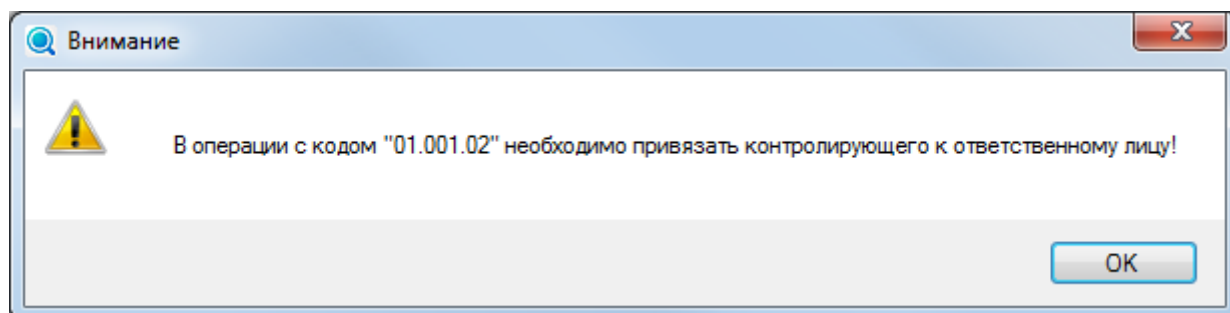 Внимание
В операции с кодом "01.001.02" необходимо привязать контролирующего к ответственному лицу!
OK